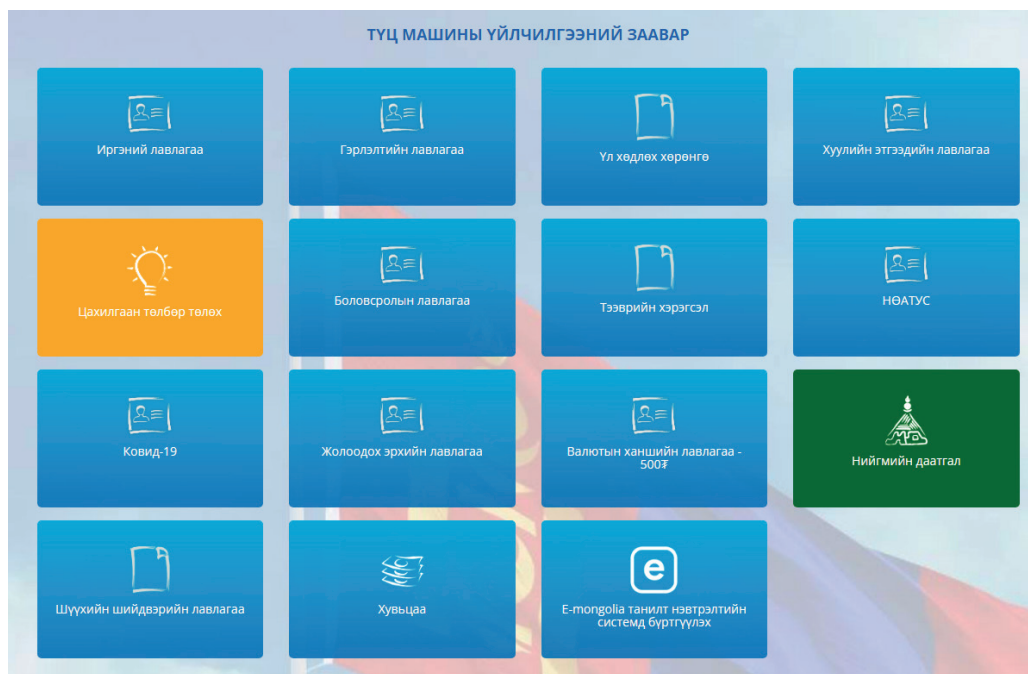 ТҮЦ МАШИНЫ ҮЙЛЧИЛГЭЭНИЙ ЗААВАР
Иргэний лавлагаа
Гэрлэлтийн лавлагаа
Үл хөдлөх хөрөнгө
Хуулийн этгээдийн лавлагаа
Цахилгаан төлбөр төлөх
Боловсролын лавлагаа
Тээврийн хэрэгсэл
НӨАТУС
Ковид-19
Жолоодох эрхийн лавлагаа
Валютын ханшийн лавлагаа -
500₮
Нийгмийн даатгал
Шүүхийн шийдвэрийн лавлагаа
Хувьцаа
e
E-mongolia танилт нэвтрэлтийн
системд бүртгүүлэх